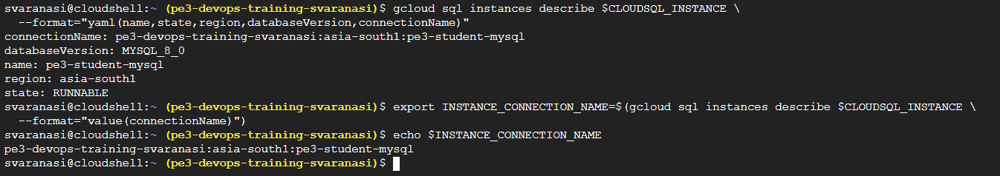 svaranasi@cloudshell:~ (pe3-devops-training-svaranasi)$ gcloud sql instances describe $CLOUDSQL_INSTANCE \
  --format="yaml(name,state,region,databaseVersion,connectionName)"
connectionName: pe3-devops-training-svaranasi:asia-south1:pe3-student-mysql
databaseVersion: MYSQL_8_0
name: pe3-student-mysql
region: asia-south1
state: RUNNABLE
svaranasi@cloudshell:~ (pe3-devops-training-svaranasi)$ export INSTANCE_CONNECTION_NAME=$(gcloud sql instances describe $CLOUDSQL_INSTANCE \
  --format="value(connectionName)")
svaranasi@cloudshell:~ (pe3-devops-training-svaranasi)$ echo $INSTANCE_CONNECTION_NAME
pe3-devops-training-svaranasi:asia-south1:pe3-student-mysql
svaranasi@cloudshell:~ (pe3-devops-training-svaranasi)$